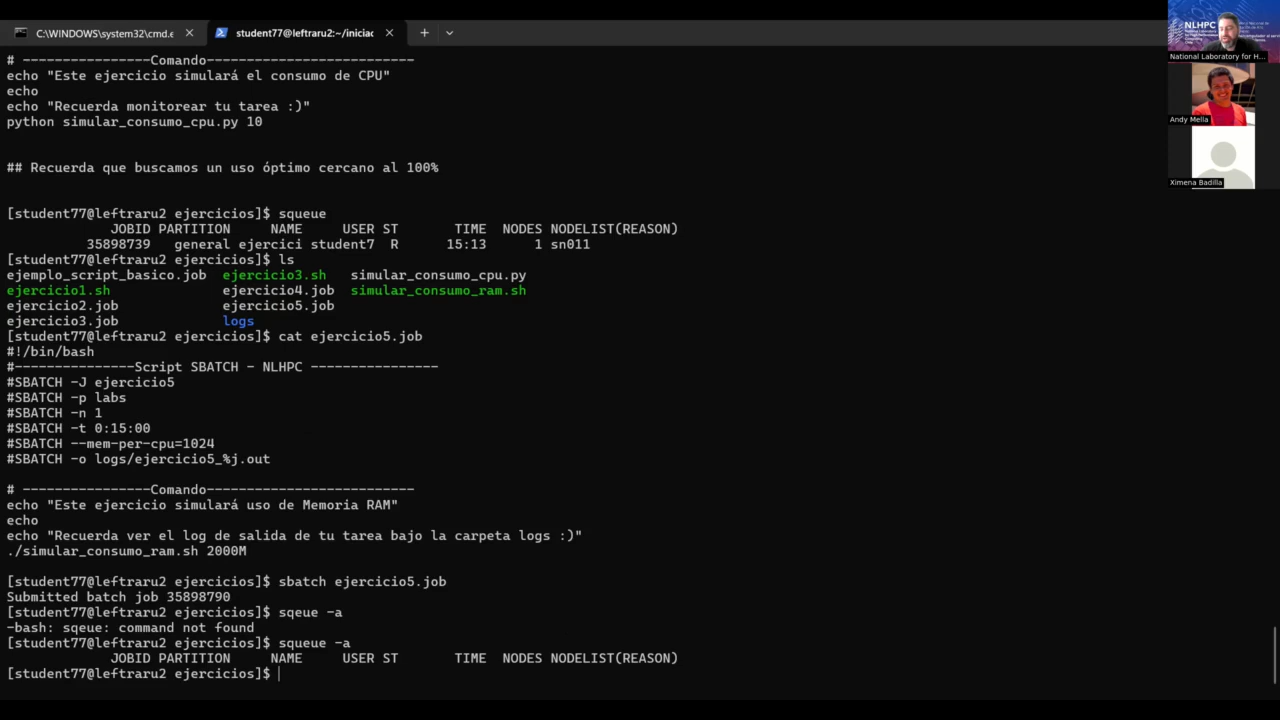 C:\WINDOWS\system32\cmd.e
student77@leftraru2:~/iniciac
# ----------------Comando--------------------------
echo "Este ejercicio simulará el consumo de CPU"
echo
echo "Recuerda monitorear tu tarea :)"
python simular_consumo_cpu.py 10
## Recuerda que buscamos un uso óptimo cercano al 100%
[student77@leftraru2 ejercicios]$ squeue
JOBID PARTITION NAME USER ST TIME NODES NODELIST(REASON)
35898739 general ejercici student7 R 15:13 1 sn011
[student77@leftraru2 ejercicios]$ ls
ejemplo_script_basico.job ejercicio3.sh simular_consumo_cpu.py
ejercicio1.sh ejercicio4.job simular_consumo_ram.sh
ejercicio2.job ejercicio5.job
ejercicio3.job logs
[student77@leftraru2 ejercicios]$ cat ejercicio5.job
#!/bin/bash
#---------------Script SBATCH - NLHPC ----------------
#SBATCH -J ejercicio5
#SBATCH -p labs
#SBATCH -n 1
#SBATCH -t 0:15:00
#SBATCH --mem-per-cpu=1024
#SBATCH -o logs/ejercicio5_%j.out
# ----------------Comando--------------------------
echo "Este ejercicio simulará uso de Memoria RAM"
echo
echo "Recuerda ver el log de salida de tu tarea bajo la carpeta logs :)"
./simular_consumo_ram.sh 2000M
[student77@leftraru2 ejercicios]$ sbatch ejercicio5.job
Submitted batch job 35898790
[student77@leftraru2 ejercicios]$ sqeue -a
-bash: sqeue: command not found
[student77@leftraru2 ejercicios]$ squeue -a
JOBID PARTITION NAME USER ST TIME NODES NODELIST(REASON)
[student77@leftraru2 ejercicios]$
NLHPC
National Laboratory for H...
Andy Mella
Ximena Badilla